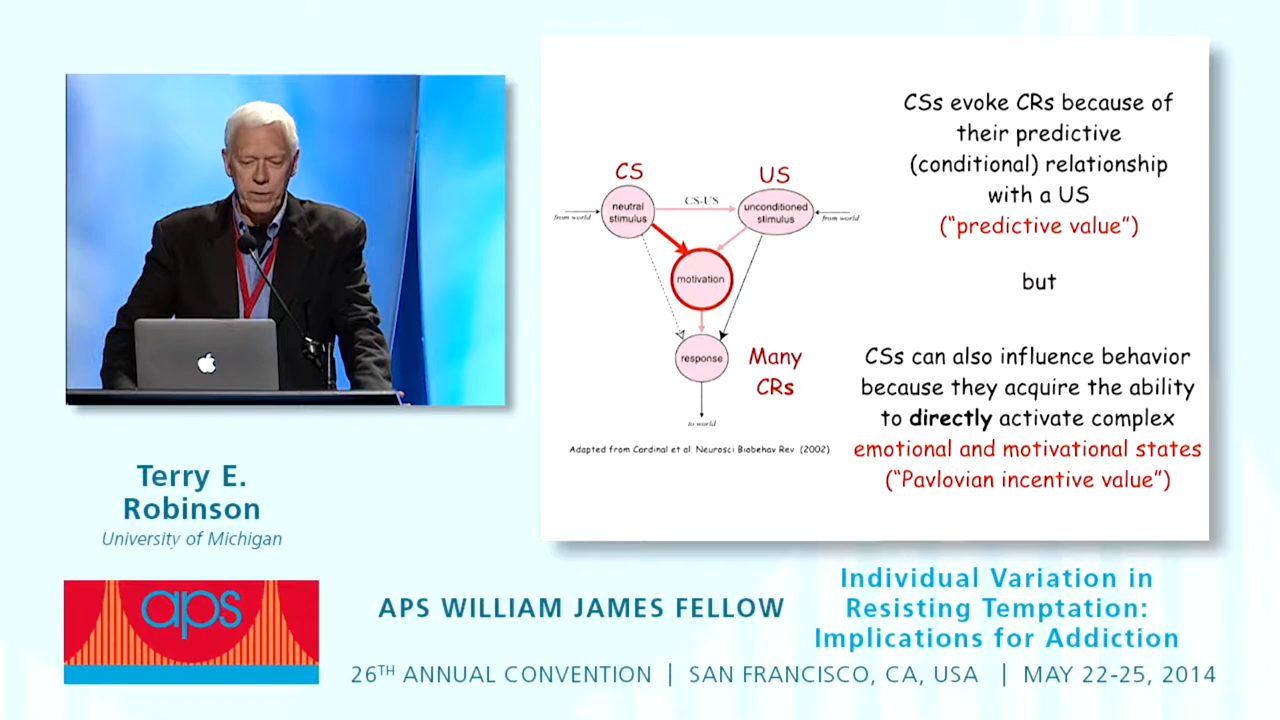 CSs evoke CRs because of
their predictive
(conditional) relationship
with a US
("predictive value")
but
CSs can also influence behavior
because they acquire the ability
to directly activate complex
emotional and motivational states
("Pavlovian incentive value")
CS
US
neutral
stimulus
CS-US
unconditioned
stimulus
from world
from world
motivation
response
Many
CRs
to world
Adapted from Cardinal et al Neurosci Biobehav Rev (2002)
Terry E.
Robinson
University of Michigan
aps
APS WILLIAM JAMES FELLOW
Individual Variation in
Resisting Temptation:
Implications for Addiction
26TH ANNUAL CONVENTION | SAN FRANCISCO, CA, USA | MAY 22-25, 2014